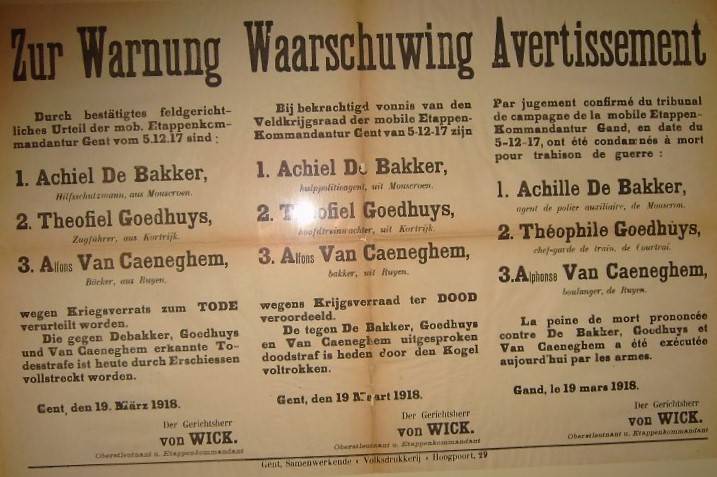 Zur Warnung
Durch bestätigtes feldgericht-
liches Urteil der mob. Etappenkom-
mandantur Gent vom 5.12.17 sind :
1. Achiel De Bakker,
Hilfsschutzmann, aus Mouscroen.
2. Theofiel Goedhuys,
Zugführer, aus Kortrijk.
3. Alfons Van Caeneghem,
Bäcker, aus Ruyen.
wegen Kriegsverrats zum TODE
verurteilt worden.
Die gegen Debakker, Goedhuys
und Van Caeneghem erkannte To-
desstrafe ist heute durch Erschiessen
vollstreckt worden.
Gent, den 19. März 1918.
Der Gerichtsherr
von WICK.
Oberstleutnant u. Etappenkommandant
Waarschuwing
Bij bekrachtigd vonnis van den
Veldkrijgsraad der mobile Etappen-
Kommandantur Gent van 5-12-17 zijn
1. Achiel De Bakker,
hulppolitieagent, uit Mouscroen.
2. Theofiel Goedhuys,
hoofdtreinwachter, uit Kortrijk.
3. Alfons Van Caeneghem,
bakker, uit Ruyen.
wegens Krijgsverraad ter DOOD
veroordeeld.
De tegen De Bakker, Goedhuys
en Van Caeneghem uitgesproken
doodstraf is heden door den Kogel
voltrokken.
Gent, den 19 Maart 1918.
Der Gerichtsherr
von WICK.
Oberstleutnant u. Etappenkommandant
Avertissement
Par jugement confirmé du tribunal
de campagne de la mobile Etappen-
Kommandantur Gand, en date du
5-12-17, ont été condamnés à mort
pour trahison de guerre :
1. Achille De Bakker,
agent de police auxiliaire, de Mouscron.
2. Théophile Goedhuys,
chef-garde de train, de Courtrai.
3. Alphonse Van Caeneghem,
boulanger, de Ruyen.
La peine de mort prononcée
contre De Bakker, Goedhuys et
Van Caeneghem a été exécutée
aujourd'hui par les armes.
Gand, le 19 mars 1918.
Der Gerichtsherr
von WICK.
Oberstleutnant u. Etappenkommandant
Gent, Samenwerkende « Volksdrukkerij » Hoogpoort, 29